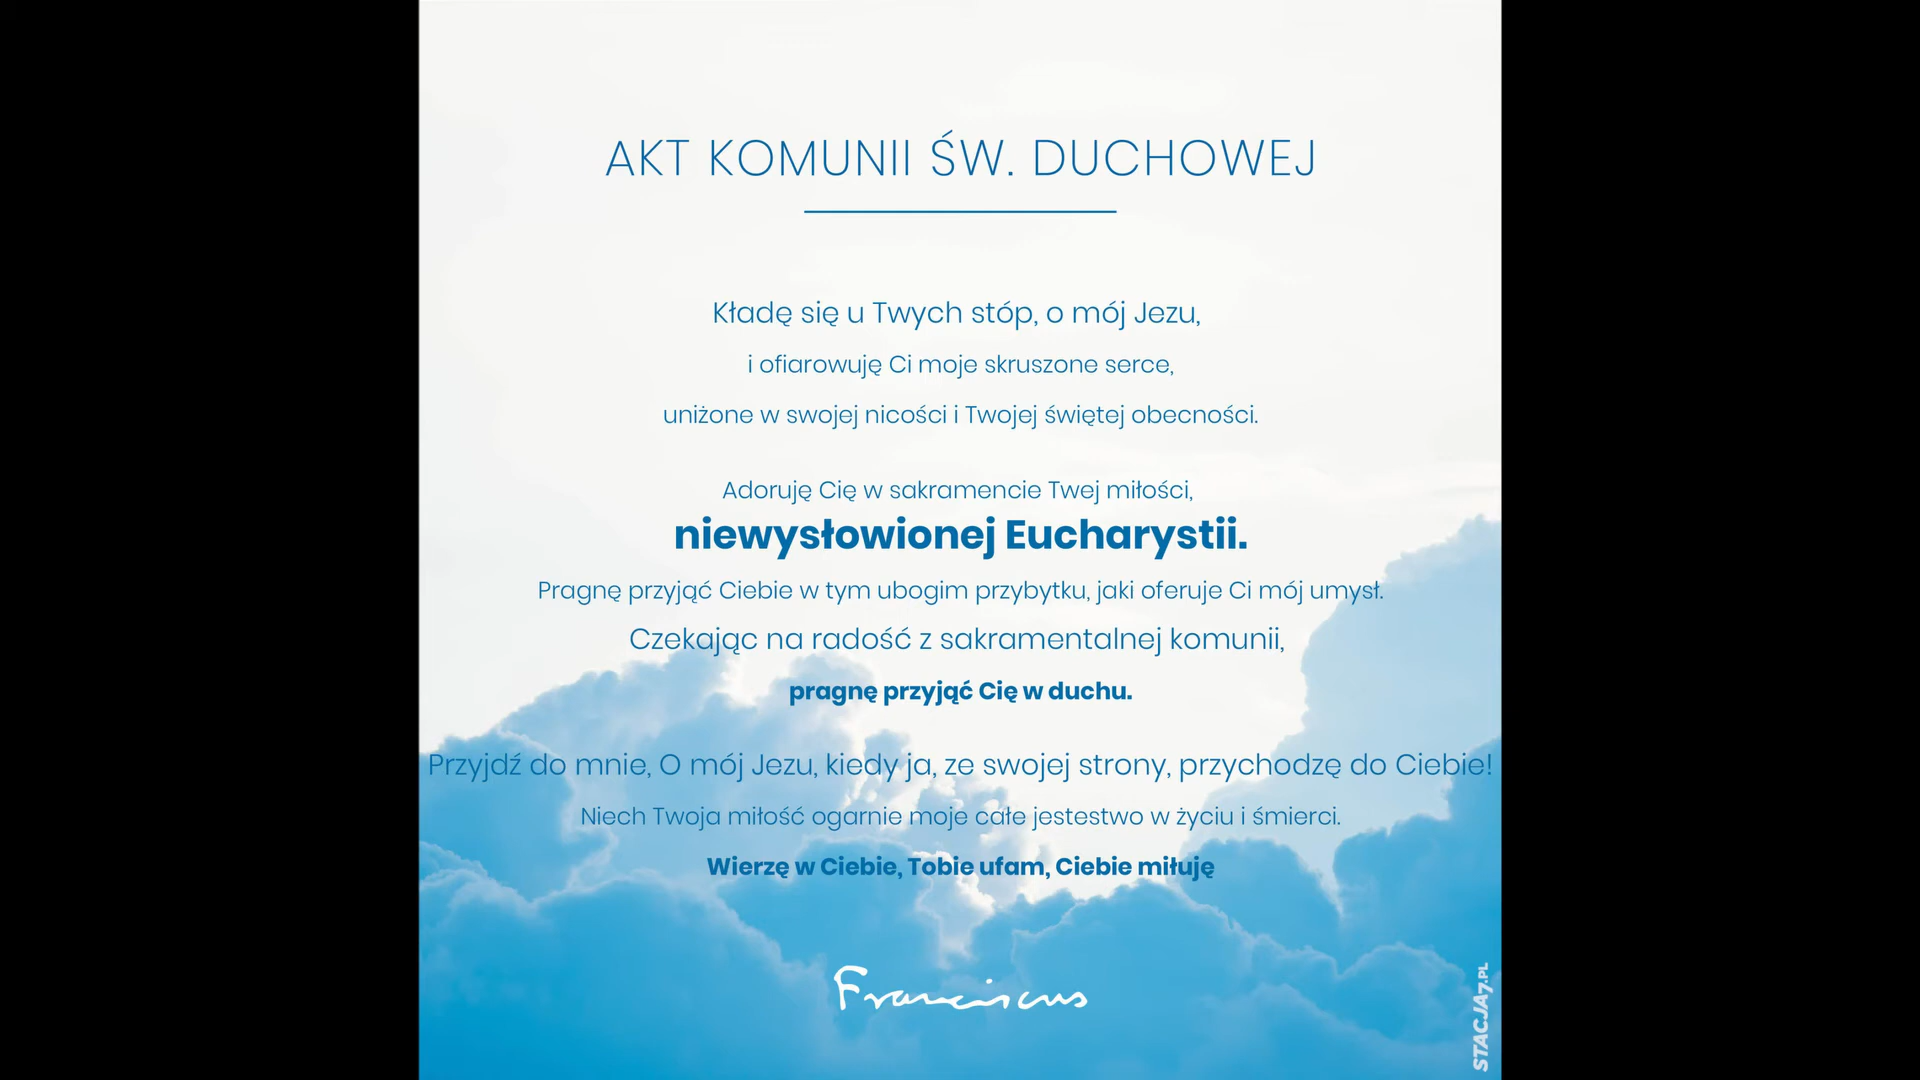 AKT KOMUNII ŚW. DUCHOWEJ
Kładę się u Twych stóp, o mój Jezu,
i ofiarowuję Ci moje skruszone serce,
uniżone w swojej nicości i Twojej świętej obecności.
Adoruję Cię w sakramencie Twej miłości,
niewysłowionej Eucharystii.
Pragnę przyjąć Ciebie w tym ubogim przybytku, jaki oferuje Ci mój umysł.
Czekając na radość z sakramentalnej komunii,
pragnę przyjąć Cię w duchu.
Przyjdź do mnie, O mój Jezu, kiedy ja, ze swojej strony, przychodzę do Ciebie!
Niech Twoja miłość ogarnie moje całe jestestwo w życiu i śmierci.
Wierzę w Ciebie, Tobie ufam, Ciebie miłuję
Franciscus
STACJA7.PL